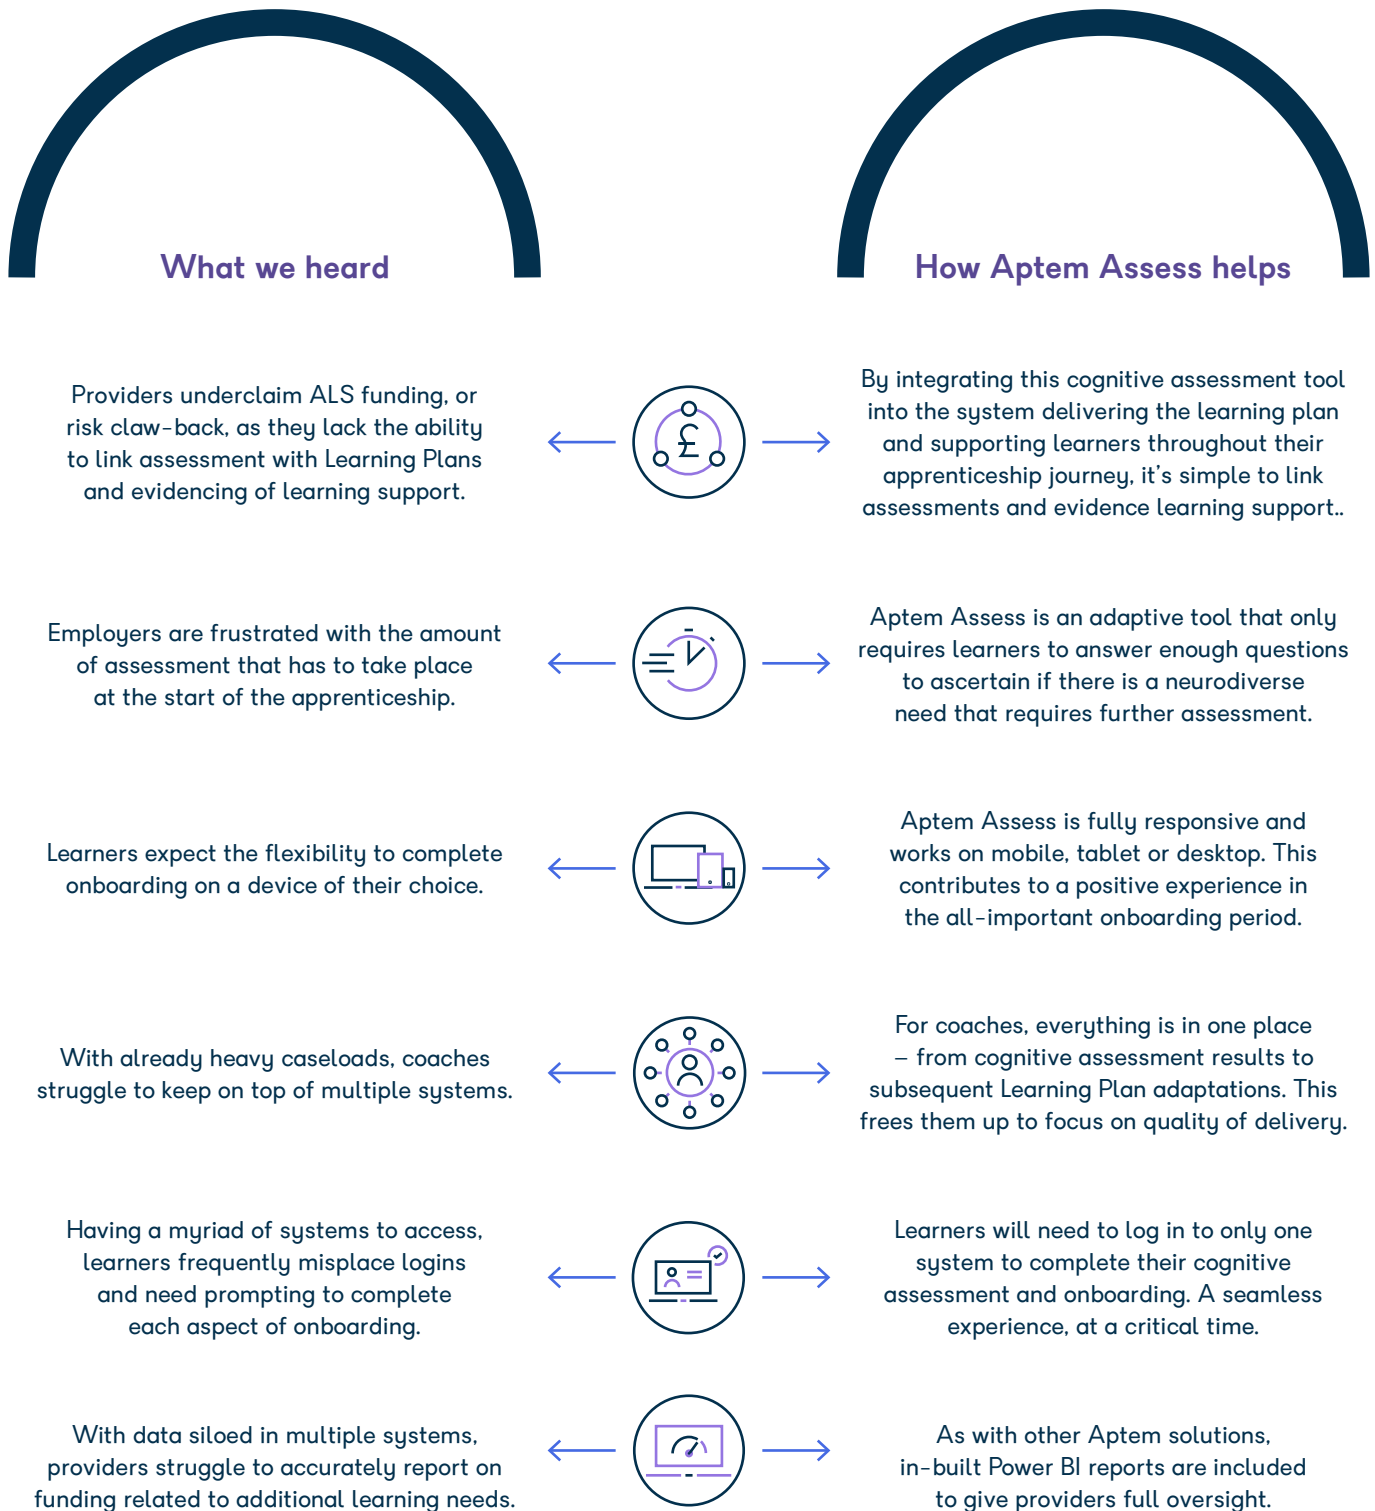 What we heard
How Aptem Assess helps
Providers underclaim ALS funding, or
risk claw-back, as they lack the ability
to link assessment with Learning Plans
and evidencing of learning support.
£
By integrating this cognitive assessment tool
into the system delivering the learning plan
and supporting learners throughout their
apprenticeship journey, it's simple to link
assessments and evidence learning support..
Employers are frustrated with the amount
of assessment that has to take place
at the start of the apprenticeship.
Aptem Assess is an adaptive tool that only
requires learners to answer enough questions
to ascertain if there is a neurodiverse
need that requires further assessment.
Learners expect the flexibility to complete
onboarding on a device of their choice.
Aptem Assess is fully responsive and
works on mobile, tablet or desktop. This
contributes to a positive experience in
the all-important onboarding period.
With already heavy caseloads, coaches
struggle to keep on top of multiple systems.
For coaches, everything is in one place
– from cognitive assessment results to
subsequent Learning Plan adaptations. This
frees them up to focus on quality of delivery.
Having a myriad of systems to access,
learners frequently misplace logins
and need prompting to complete
each aspect of onboarding.
Learners will need to log in to only one
system to complete their cognitive
assessment and onboarding. A seamless
experience, at a critical time.
With data siloed in multiple systems,
providers struggle to accurately report on
funding related to additional learning needs.
As with other Aptem solutions,
in-built Power BI reports are included
to give providers full oversight.